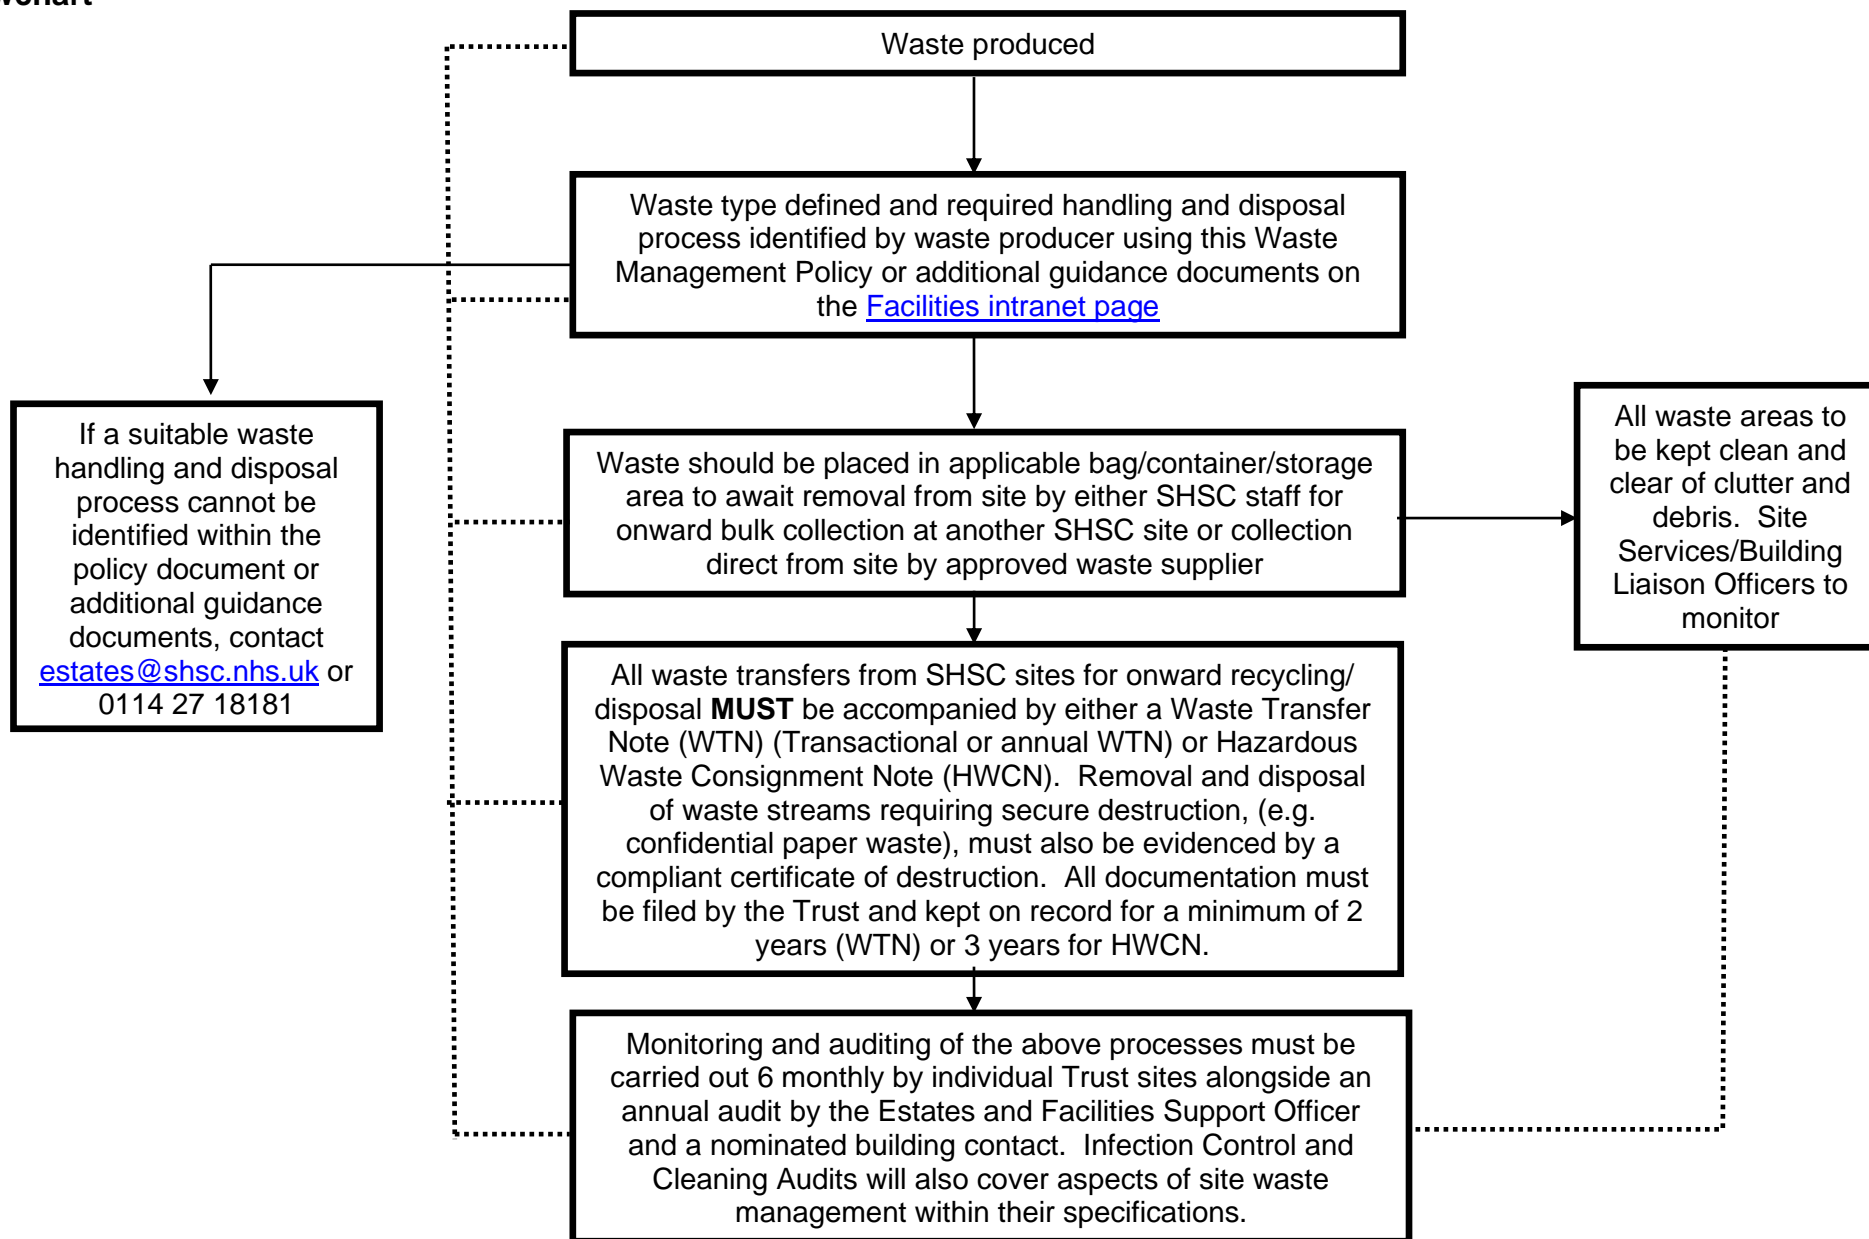 Waste produced
Waste type defined and required handling and disposal
process identified by waste producer using this Waste
Management Policy or additional guidance documents on
the Facilities intranet page
If a suitable waste
handling and disposal
process cannot be
identified within the
policy document or
additional guidance
documents, contact
estates@shsc.nhs.uk or
0114 27 18181
Waste should be placed in applicable bag/container/storage
area to await removal from site by either SHSC staff for
onward bulk collection at another SHSC site or collection
direct from site by approved waste supplier
All waste areas to
be kept clean and
clear of clutter and
debris.  Site
Services/Building
Liaison Officers to
monitor
All waste transfers from SHSC sites for onward recycling/
disposal MUST be accompanied by either a Waste Transfer
Note (WTN) (Transactional or annual WTN) or Hazardous
Waste Consignment Note (HWCN).  Removal and disposal
of waste streams requiring secure destruction, (e.g.
confidential paper waste), must also be evidenced by a
compliant certificate of destruction.  All documentation must
be filed by the Trust and kept on record for a minimum of 2
years (WTN) or 3 years for HWCN.
Monitoring and auditing of the above processes must be
carried out 6 monthly by individual Trust sites alongside an
annual audit by the Estates and Facilities Support Officer
and a nominated building contact.  Infection Control and
Cleaning Audits will also cover aspects of site waste
management within their specifications.